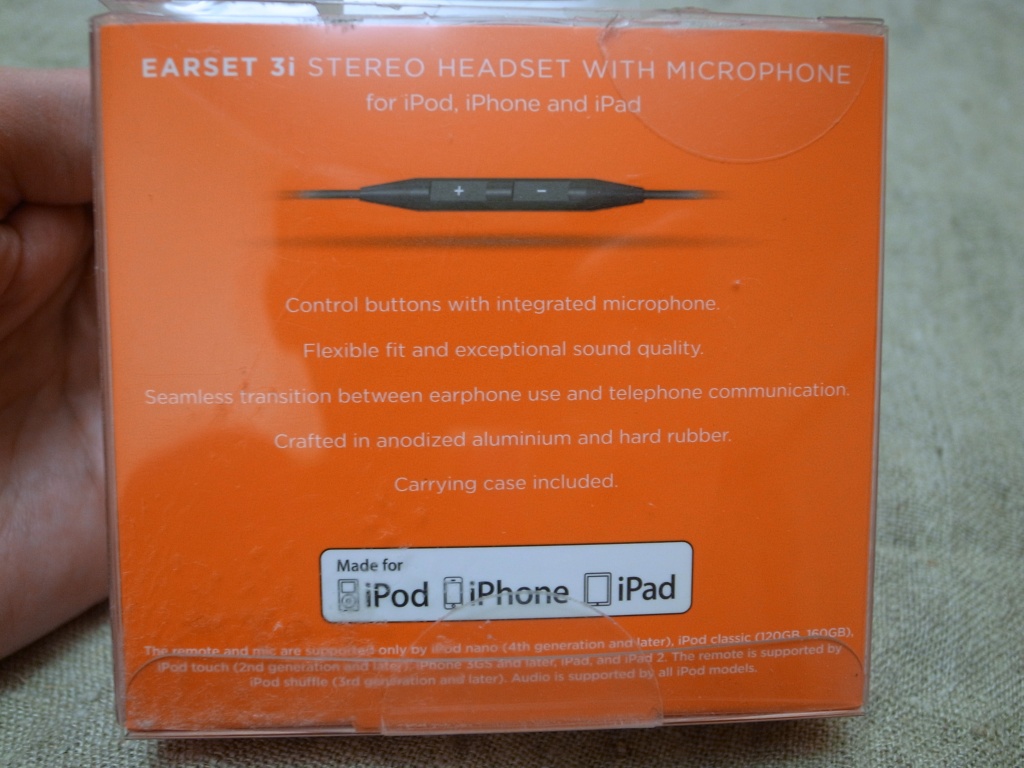 EARSET 3i STEREO HEADSET WITH MICROPHONE
for iPod, iPhone and iPad
+ −
Control buttons with integrated microphone.
Flexible fit and exceptional sound quality.
Seamless transition between earphone use and telephone communication.
Crafted in anodized aluminium and hard rubber.
Carrying case included.
Made for
iPod iPhone iPad
The remote and mic are supported only by iPod nano (4th generation and later), iPod classic (120GB, 160GB),
iPod touch (2nd generation and later), iPhone 3GS and later, iPad, and iPad 2. The remote is supported by
iPod shuffle (3rd generation and later). Audio is supported by all iPod models.